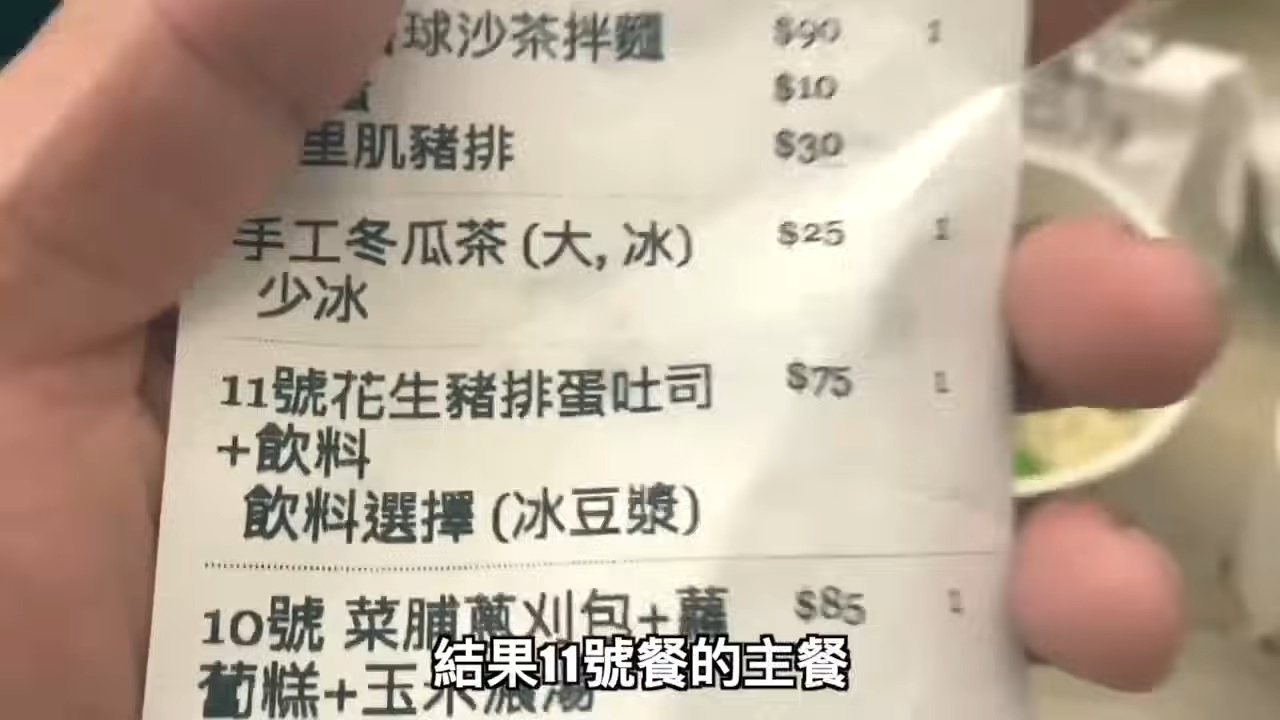 球沙茶拌麵 $90 1
$10
里肌豬排 $30
手工冬瓜茶 (大, 冰) $25 1
少冰
11號花生豬排蛋吐司 $75 1
+飲料
飲料選擇 (冰豆漿)
10號 菜脯蔥刈包+蘿 $85 1
蔔糕+玉米濃湯
結果11號餐的主餐